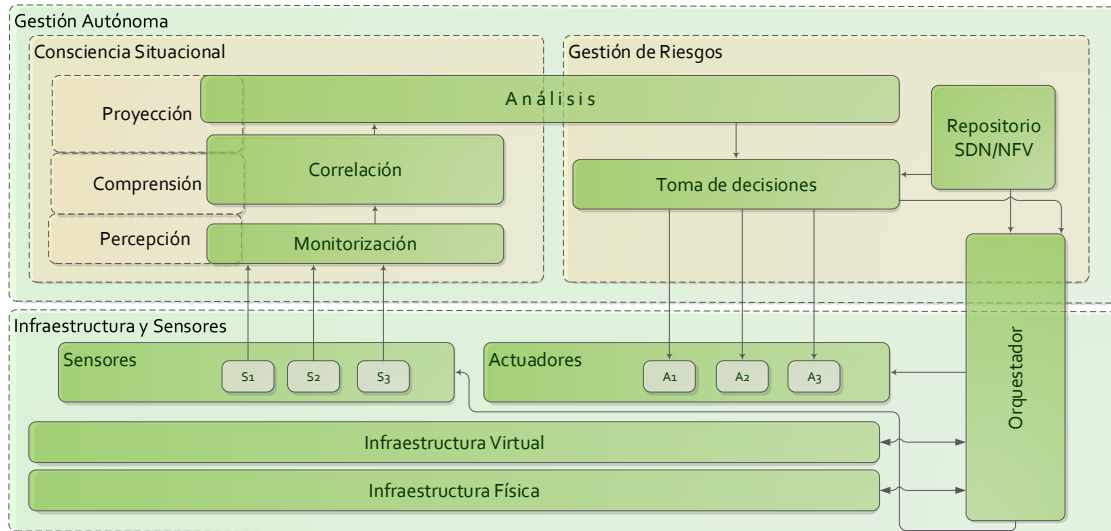 Gestión Autónoma
Consciencia Situacional
Gestión de Riesgos
Proyección
Análisis
Repositorio
SDN/NFV
Comprensión
Correlación
Toma de decisiones
Percepción
Monitorización
Orquestador
Infraestructura y Sensores
Sensores
S1
S2
S3
Actuadores
A1
A2
A3
Infraestructura Virtual
Infraestructura Física